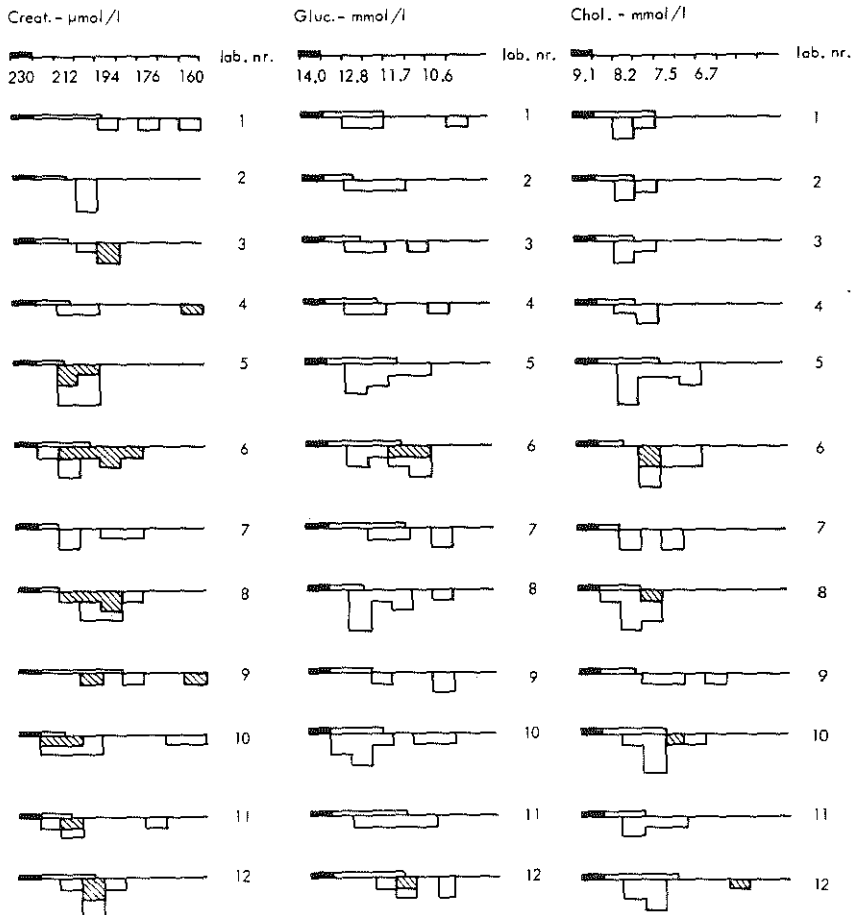 Creat. - µmol/l Gluc. - mmol/l Chol. - mmol/l
lab. nr. lab. nr. lab. nr.
230 212 194 176 160 14,0 12.8 11.7 10.6 9.1 8.2 7.5 6.7
1 1 1
2 2 2
3 3 3
4 4 4
5 5 5
6 6 6
7 7 7
8 8 8
9 9 9
10 10 10
11 11 11
12 12 12